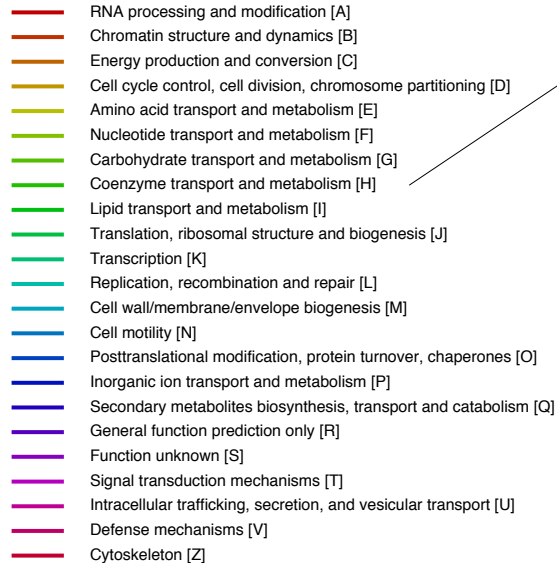 RNA processing and modification [A]
Chromatin structure and dynamics [B]
Energy production and conversion [C]
Cell cycle control, cell division, chromosome partitioning [D]
Amino acid transport and metabolism [E]
Nucleotide transport and metabolism [F]
Carbohydrate transport and metabolism [G]
Coenzyme transport and metabolism [H]
Lipid transport and metabolism [I]
Translation, ribosomal structure and biogenesis [J]
Transcription [K]
Replication, recombination and repair [L]
Cell wall/membrane/envelope biogenesis [M]
Cell motility [N]
Posttranslational modification, protein turnover, chaperones [O]
Inorganic ion transport and metabolism [P]
Secondary metabolites biosynthesis, transport and catabolism [Q]
General function prediction only [R]
Function unknown [S]
Signal transduction mechanisms [T]
Intracellular trafficking, secretion, and vesicular transport [U]
Defense mechanisms [V]
Cytoskeleton [Z]